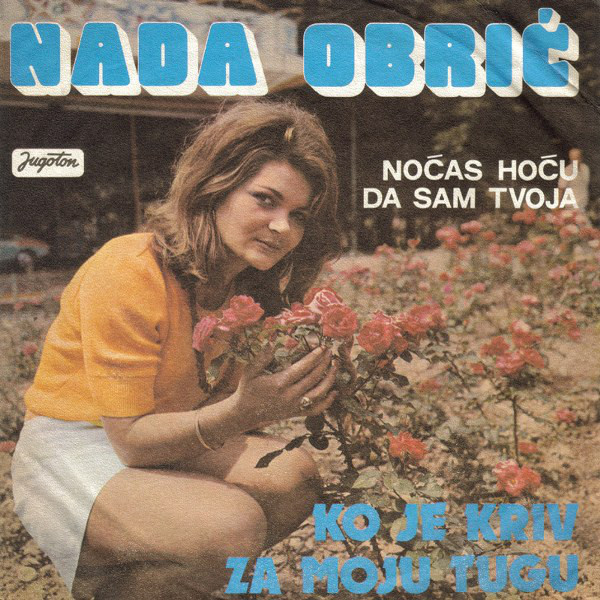 NADA OBRIĆ
Jugoton
NOĆAS HOĆU
DA SAM TVOJA
KO JE KRIV
ZA MOJU TUGU